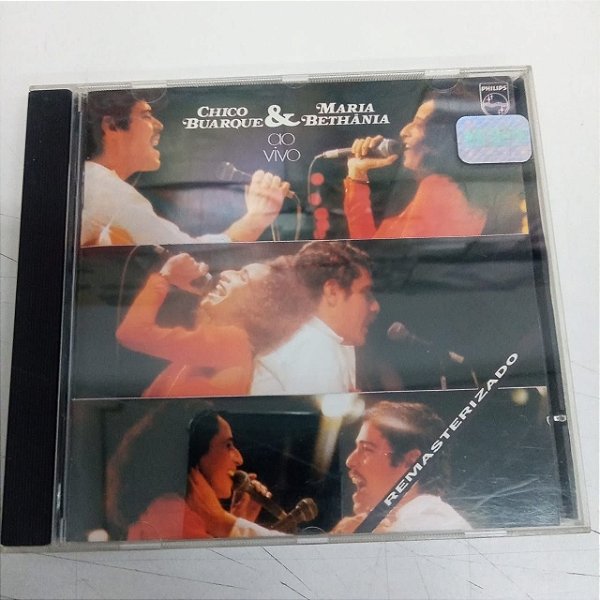 CHICO BUARQUE & MARIA BETHÂNIA
ao vivo
PHILIPS
REMASTERIZADO